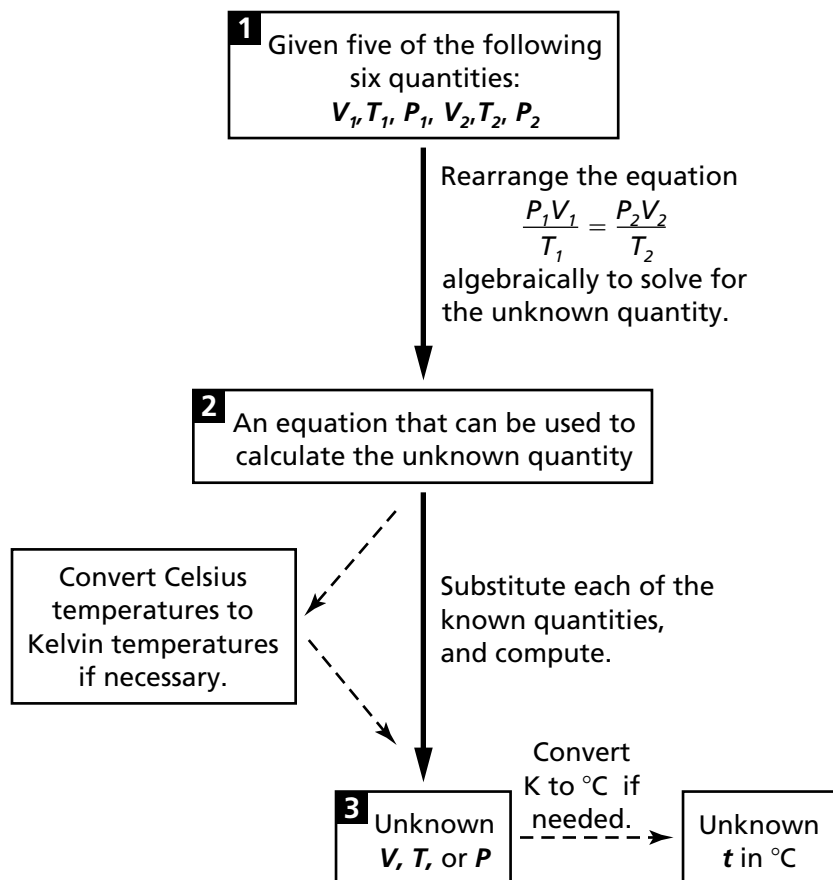 1
Given five of the following
six quantities:
V₁, T₁, P₁, V₂, T₂, P₂
Rearrange the equation
P₁V₁/T₁ = P₂V₂/T₂
algebraically to solve for
the unknown quantity.
2
An equation that can be used to
calculate the unknown quantity
Convert Celsius
temperatures to
Kelvin temperatures
if necessary.
Substitute each of the
known quantities,
and compute.
3
Unknown
V, T, or P
Convert
K to °C if
needed.
Unknown
t in °C